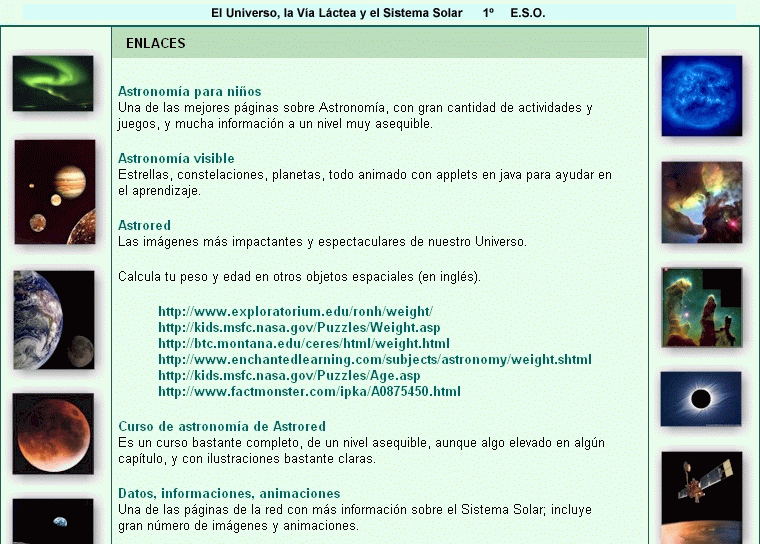 El Universo, la Vía Láctea y el Sistema Solar 1º E.S.O.
ENLACES
Astronomía para niños
Una de las mejores páginas sobre Astronomía, con gran cantidad de actividades y
juegos, y mucha información a un nivel muy asequible.
Astronomía visible
Estrellas, constelaciones, planetas, todo animado con applets en java para ayudar en
el aprendizaje.
Astrored
Las imágenes más impactantes y espectaculares de nuestro Universo.
Calcula tu peso y edad en otros objetos espaciales (en inglés).
http://www.exploratorium.edu/ronh/weight/
http://kids.msfc.nasa.gov/Puzzles/Weight.asp
http://btc.montana.edu/ceres/html/weight.html
http://www.enchantedlearning.com/subjects/astronomy/weight.shtml
http://kids.msfc.nasa.gov/Puzzles/Age.asp
http://www.factmonster.com/ipka/A0875450.html
Curso de astronomía de Astrored
Es un curso bastante completo, de un nivel asequible, aunque algo elevado en algún
capítulo, y con ilustraciones bastante claras.
Datos, informaciones, animaciones
Una de las páginas de la red con más información sobre el Sistema Solar; incluye
gran número de imágenes y animaciones.